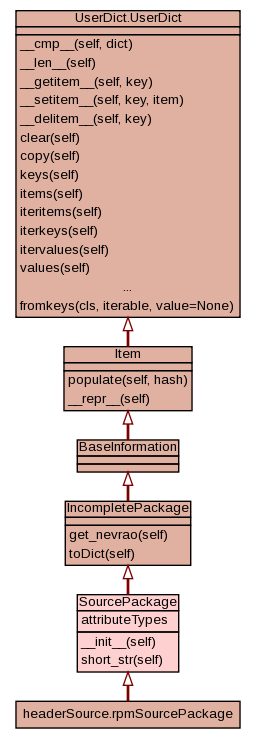 UserDict.UserDict
__cmp__(self, dict)
__len__(self)
__getitem__(self, key)
__setitem__(self, key, item)
__delitem__(self, key)
clear(self)
copy(self)
keys(self)
items(self)
iteritems(self)
iterkeys(self)
itervalues(self)
values(self)
...
fromkeys(cls, iterable, value=None)
Item
populate(self, hash)
__repr__(self)
BaseInformation
IncompletePackage
get_nevrao(self)
toDict(self)
SourcePackage
attributeTypes
__init__(self)
short_str(self)
headerSource.rpmSourcePackage